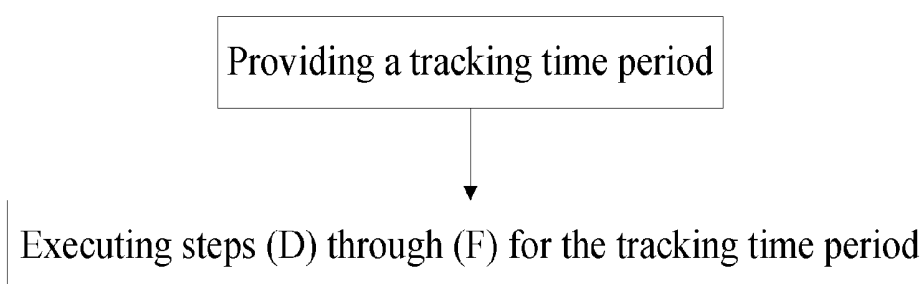 Providing a tracking time period
Executing steps (D) through (F) for the tracking time period